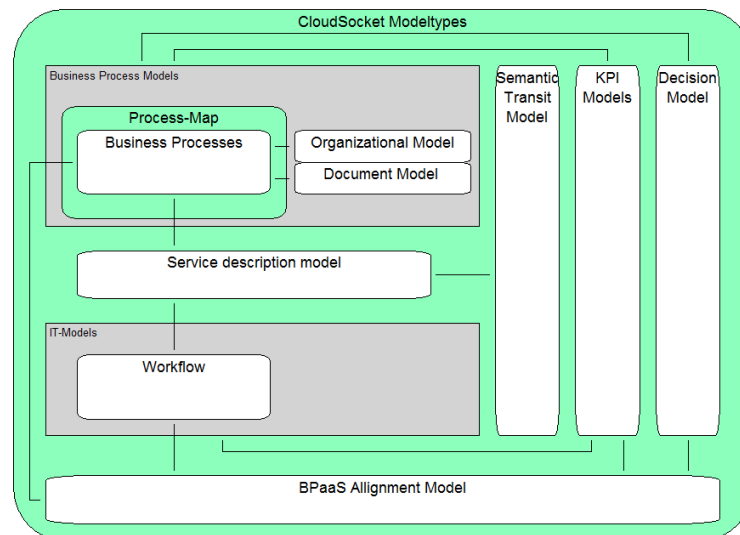 CloudSocket Modeltypes
Business Process Models
Semantic
Transit
Model
KPI
Models
Decision
Model
Process-Map
Business Processes
Organizational Model
Document Model
Service description model
IT-Models
Workflow
BPaaS Allignment Model